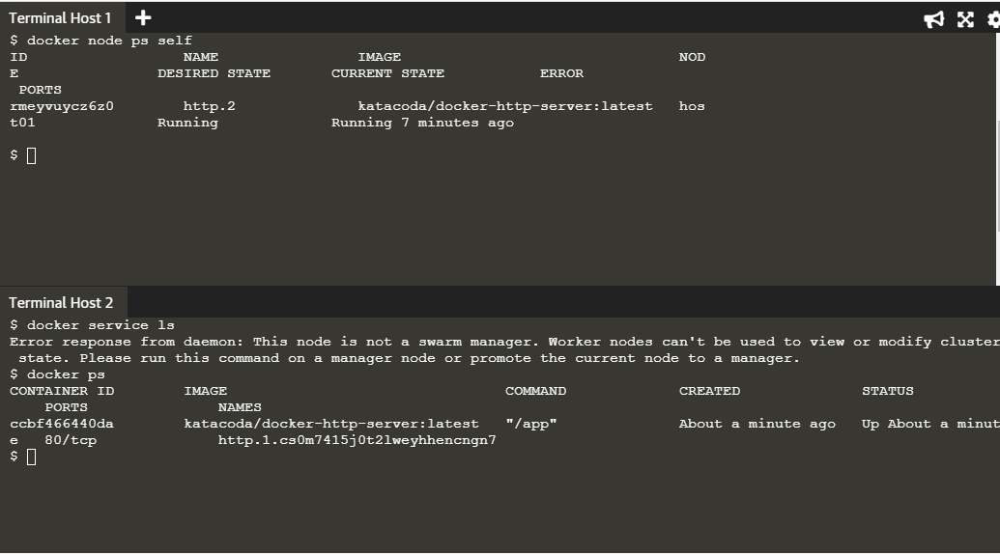 Terminal Host 1
$ docker node ps self
ID NAME IMAGE NOD
E DESIRED STATE CURRENT STATE ERROR
PORTS
rmeyvuycz6z0 http.2 katacoda/docker-http-server:latest hos
t01 Running Running 7 minutes ago
$
Terminal Host 2
$ docker service ls
Error response from daemon: This node is not a swarm manager. Worker nodes can't be used to view or modify cluster
state. Please run this command on a manager node or promote the current node to a manager.
$ docker ps
CONTAINER ID IMAGE COMMAND CREATED STATUS
PORTS NAMES
ccbf466440da katacoda/docker-http-server:latest "/app" About a minute ago Up About a minut
e 80/tcp http.1.cs0m7415j0t2lweyhhencngn7
$